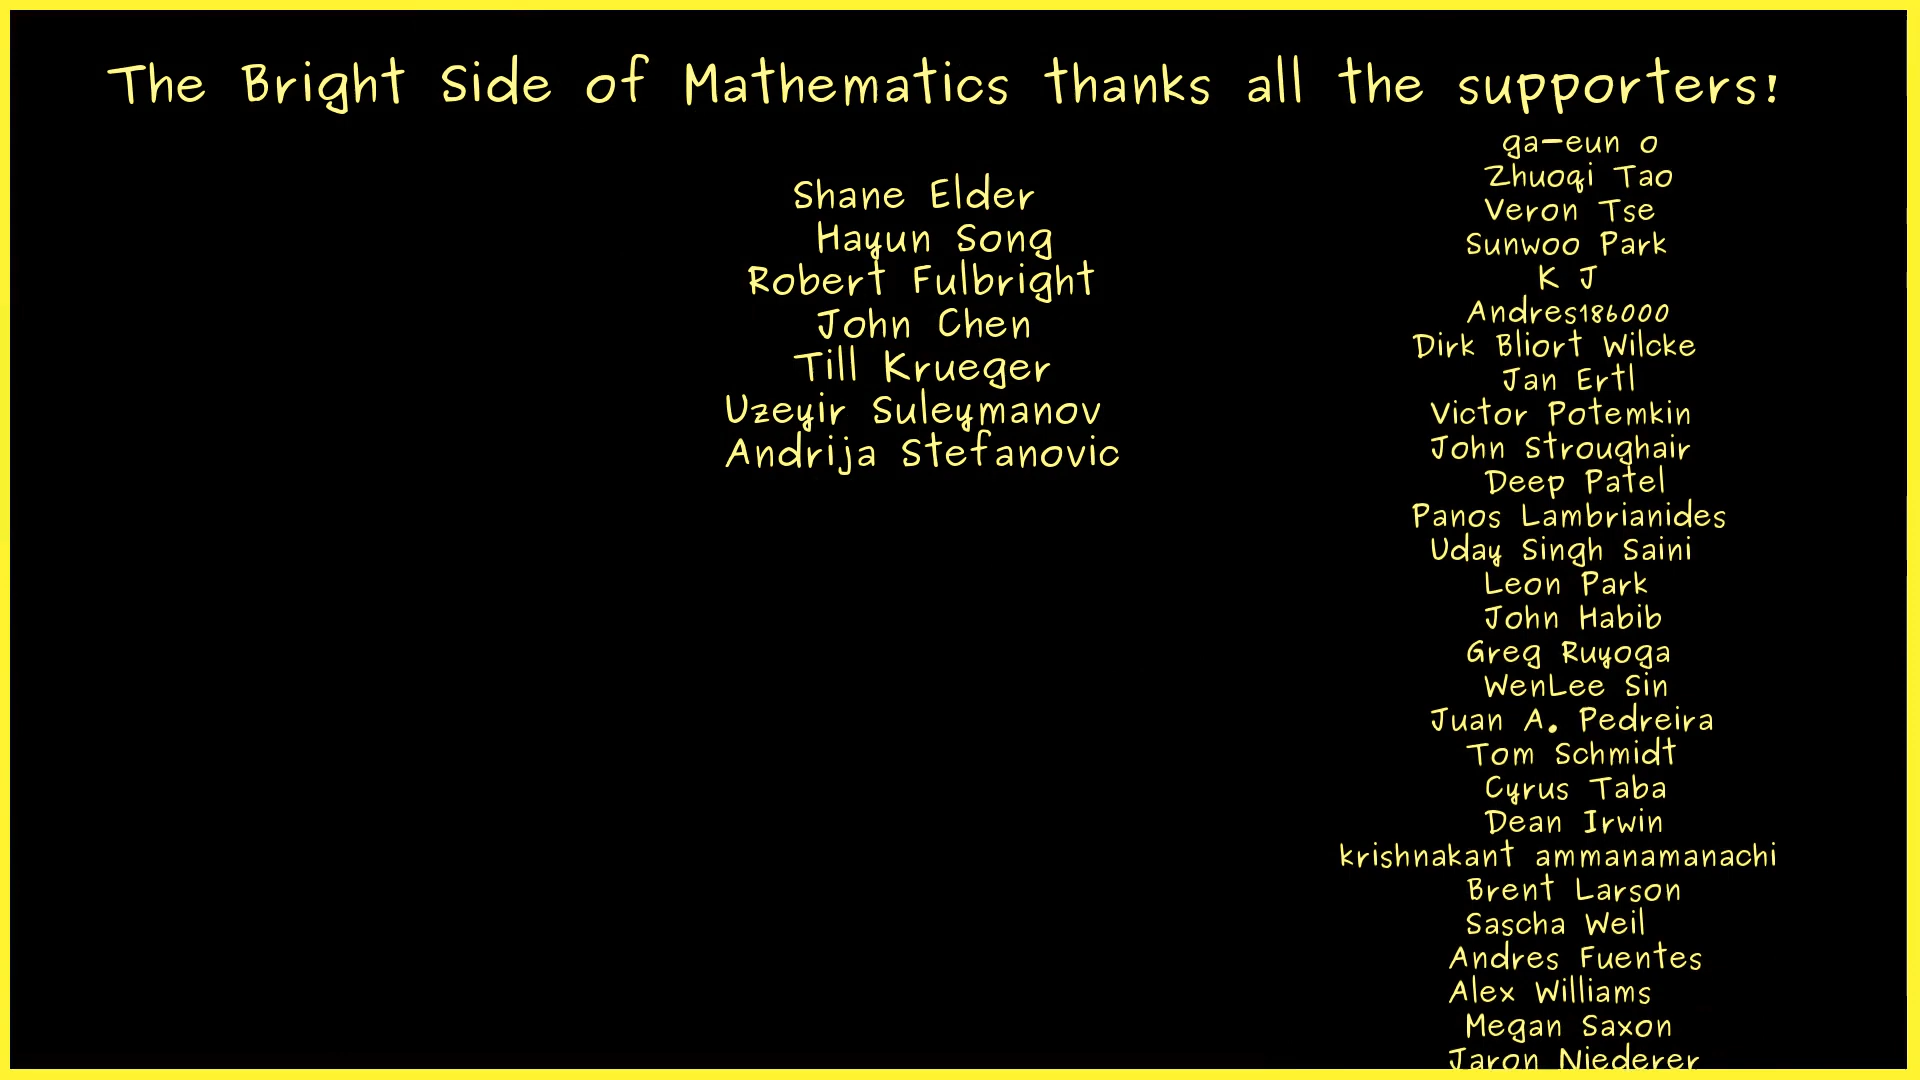 The Bright Side of Mathematics thanks all the supporters!
Shane Elder
Hayun Song
Robert Fulbright
John Chen
Till Krueger
Uzeyir Suleymanov
Andrija Stefanovic
ga-eun o
Zhuoqi Tao
Veron Tse
Sunwoo Park
K J
Andres186000
Dirk Bliort Wilcke
Jan Ertl
Victor Potemkin
John Stroughair
Deep Patel
Panos Lambrianides
Uday Singh Saini
Leon Park
John Habib
Greg Ruyoga
WenLee Sin
Juan A. Pedreira
Tom Schmidt
Cyrus Taba
Dean Irwin
krishnakant ammanamanachi
Brent Larson
Sascha Weil
Andres Fuentes
Alex Williams
Megan Saxon
Jaron Niederer